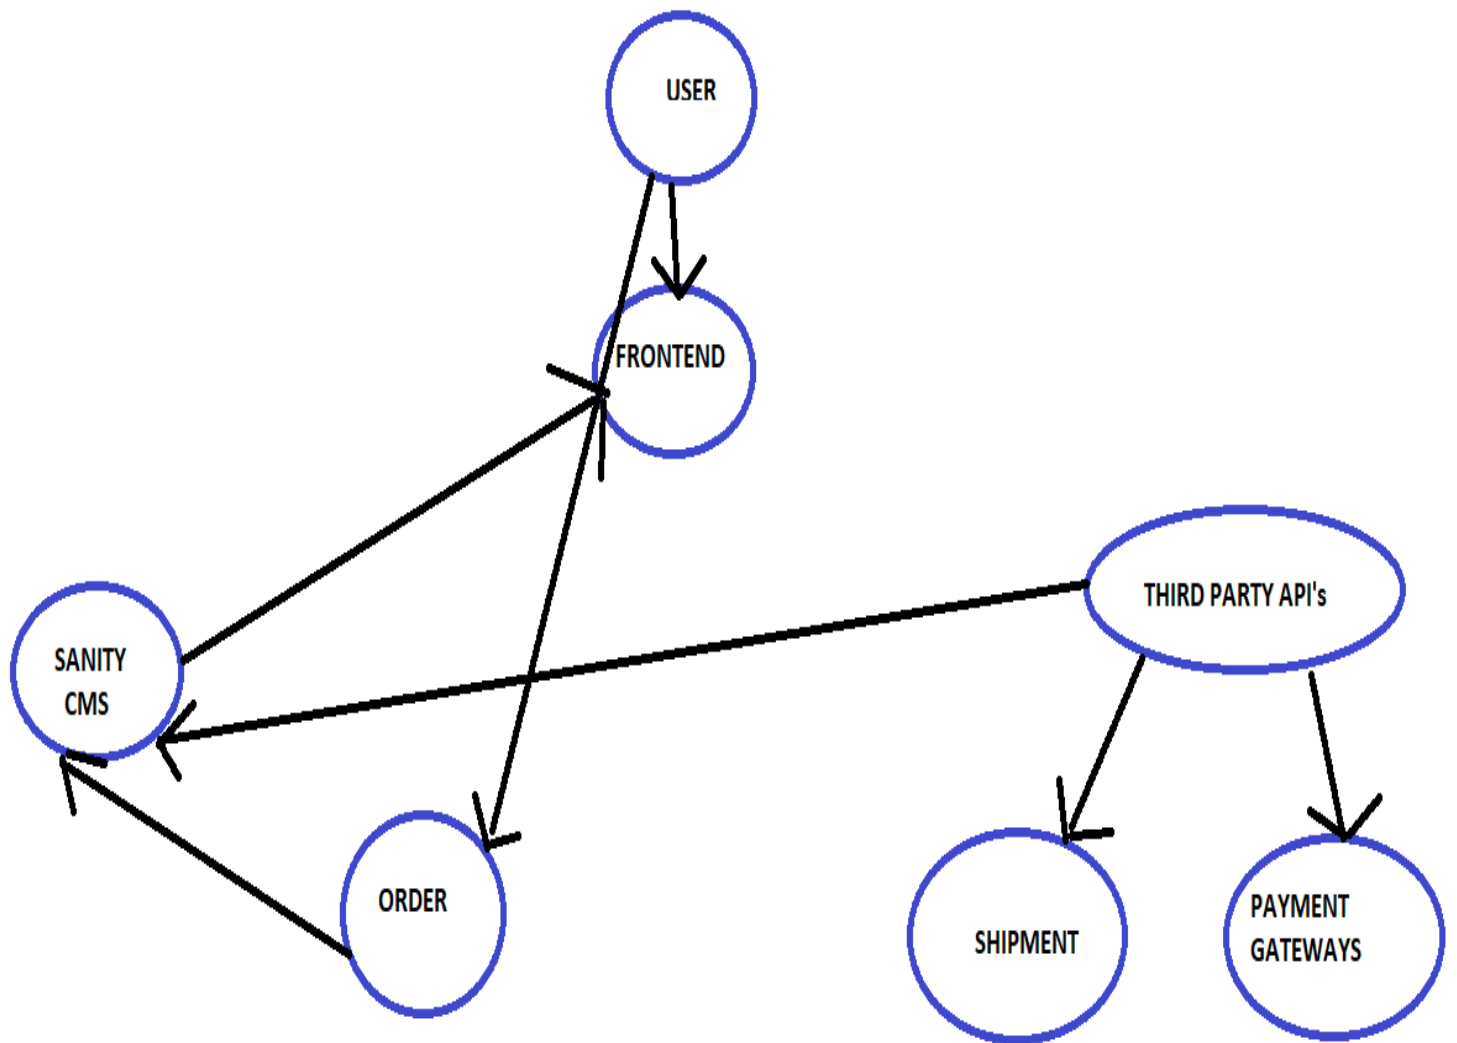 USER
FRONTEND
THIRD PARTY API's
SANITY
CMS
ORDER
SHIPMENT
PAYMENT
GATEWAYS